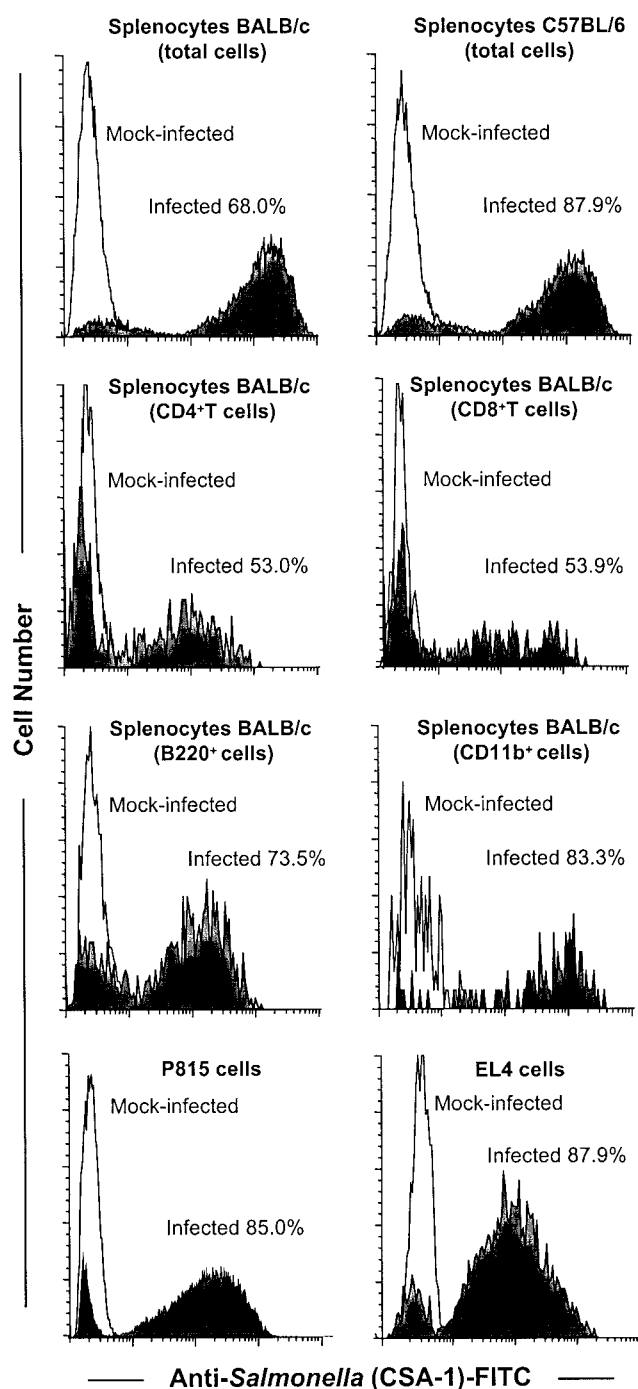 Splenocytes BALB/c
(total cells)
Mock-infected
Infected 68.0%
Splenocytes C57BL/6
(total cells)
Mock-infected
Infected 87.9%
Splenocytes BALB/c
(CD4+T cells)
Mock-infected
Infected 53.0%
Splenocytes BALB/c
(CD8+T cells)
Mock-infected
Infected 53.9%
Splenocytes BALB/c
(B220+ cells)
Mock-infected
Infected 73.5%
Splenocytes BALB/c
(CD11b+ cells)
Mock-infected
Infected 83.3%
P815 cells
Mock-infected
Infected 85.0%
EL4 cells
Mock-infected
Infected 87.9%
Cell Number
Anti-Salmonella (CSA-1)-FITC